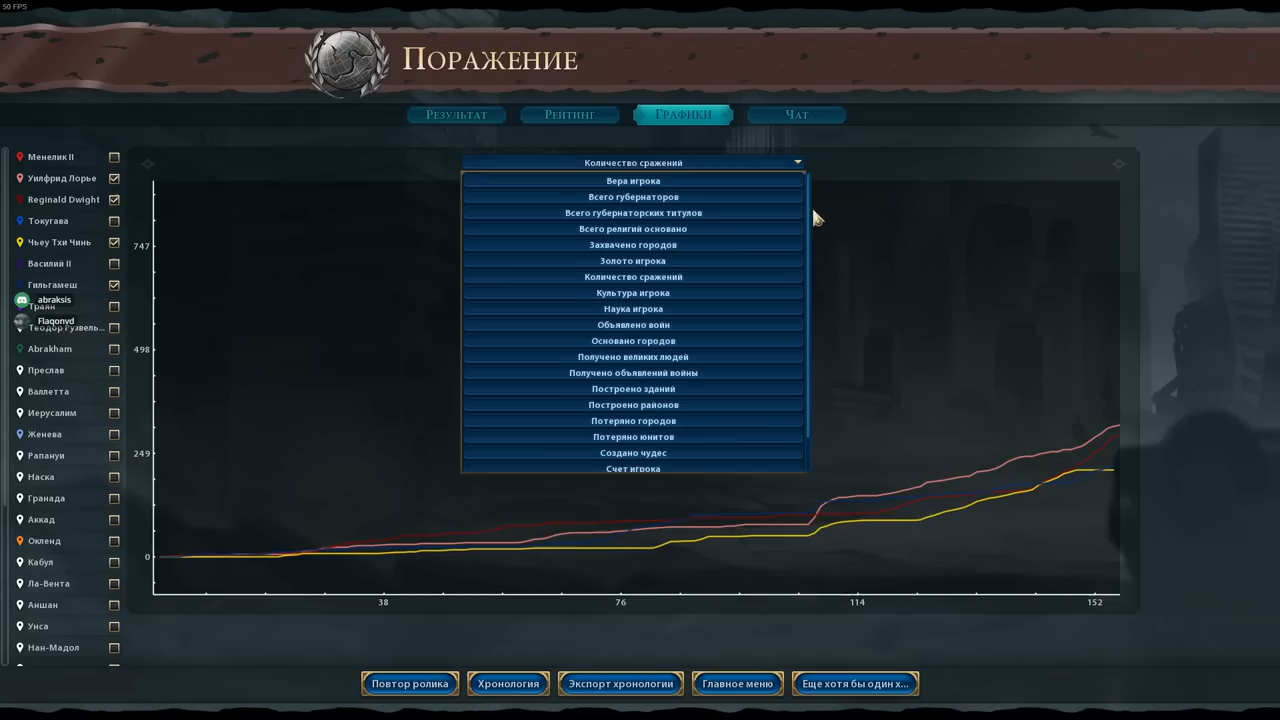 50 FPS
Поражение
Результат
Рейтинг
Графики
Чат
Менелик II
Уилфрид Лорье
Reginald Dwight
Токугава
Чьеу Тхи Чинь
Василий II
Гильгамеш
abraksis
Траян
Flagonvd
Теодор Рузвель...
Abrakham
Преслав
Валлетта
Иерусалим
Женева
Рапануи
Наска
Гранада
Аккад
Окленд
Кабул
Ла-Вента
Аншан
Унса
Нан-Мадол
Количество сражений
Вера игрока
Всего губернаторов
Всего губернаторских титулов
Всего религий основано
Захвачено городов
Золото игрока
Количество сражений
Культура игрока
Наука игрока
Объявлено войн
Основано городов
Получено великих людей
Получено объявлений войны
Построено зданий
Построено районов
Потеряно городов
Потеряно юнитов
Создано чудес
Счет игрока
747
498
249
0
38
76
114
152
Повтор ролика
Хронология
Экспорт хронологии
Главное меню
Еще хотя бы один х...